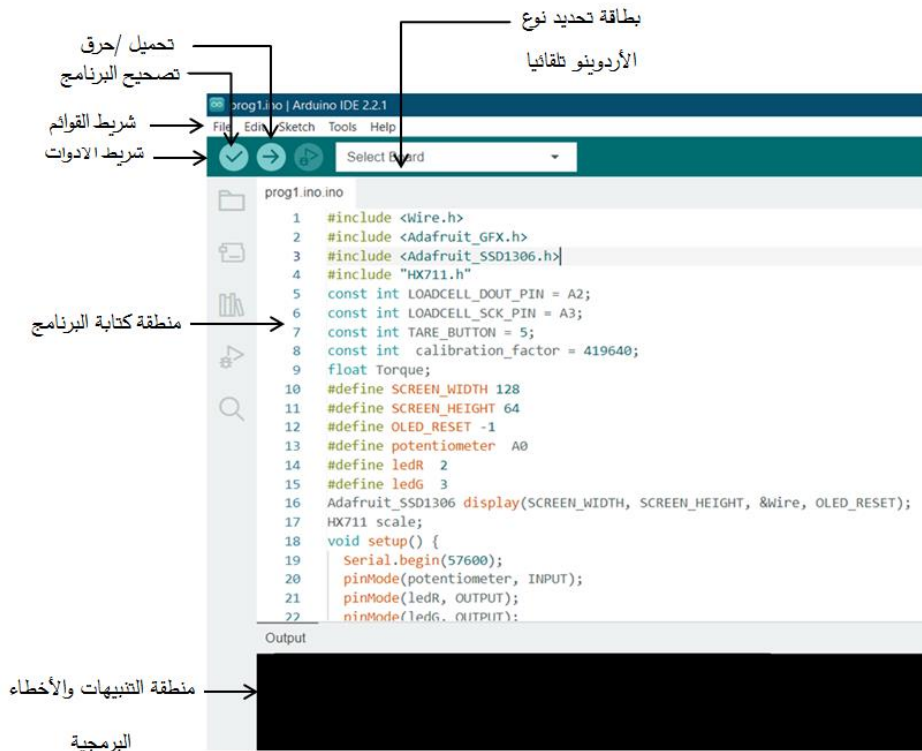 بطاقة تحديد نوع
الأردوينو تلقائيا
تحميل /حرق
تصحيح البرنامج
شريط القوائم
شريط الادوات
prog1.ino | Arduino IDE 2.2.1
File Edit Sketch Tools Help
Select Board
prog1.ino.ino
1 #include <Wire.h>
2 #include <Adafruit_GFX.h>
3 #include <Adafruit_SSD1306.h>
4 #include "HX711.h"
5 const int LOADCELL_DOUT_PIN = A2;
6 const int LOADCELL_SCK_PIN = A3;
7 const int TARE_BUTTON = 5;
8 const int  calibration_factor = 419640;
9 float Torque;
10 #define SCREEN_WIDTH 128
11 #define SCREEN_HEIGHT 64
12 #define OLED_RESET -1
13 #define potentiometer  A0
14 #define ledR  2
15 #define ledG  3
16 Adafruit_SSD1306 display(SCREEN_WIDTH, SCREEN_HEIGHT, &Wire, OLED_RESET);
17 HX711 scale;
18 void setup() {
19   Serial.begin(57600);
20   pinMode(potentiometer, INPUT);
21   pinMode(ledR, OUTPUT);
22   pinMode(ledG, OUTPUT);
منطقة كتابة البرنامج
Output
منطقة التنبيهات والأخطاء
البرمجية